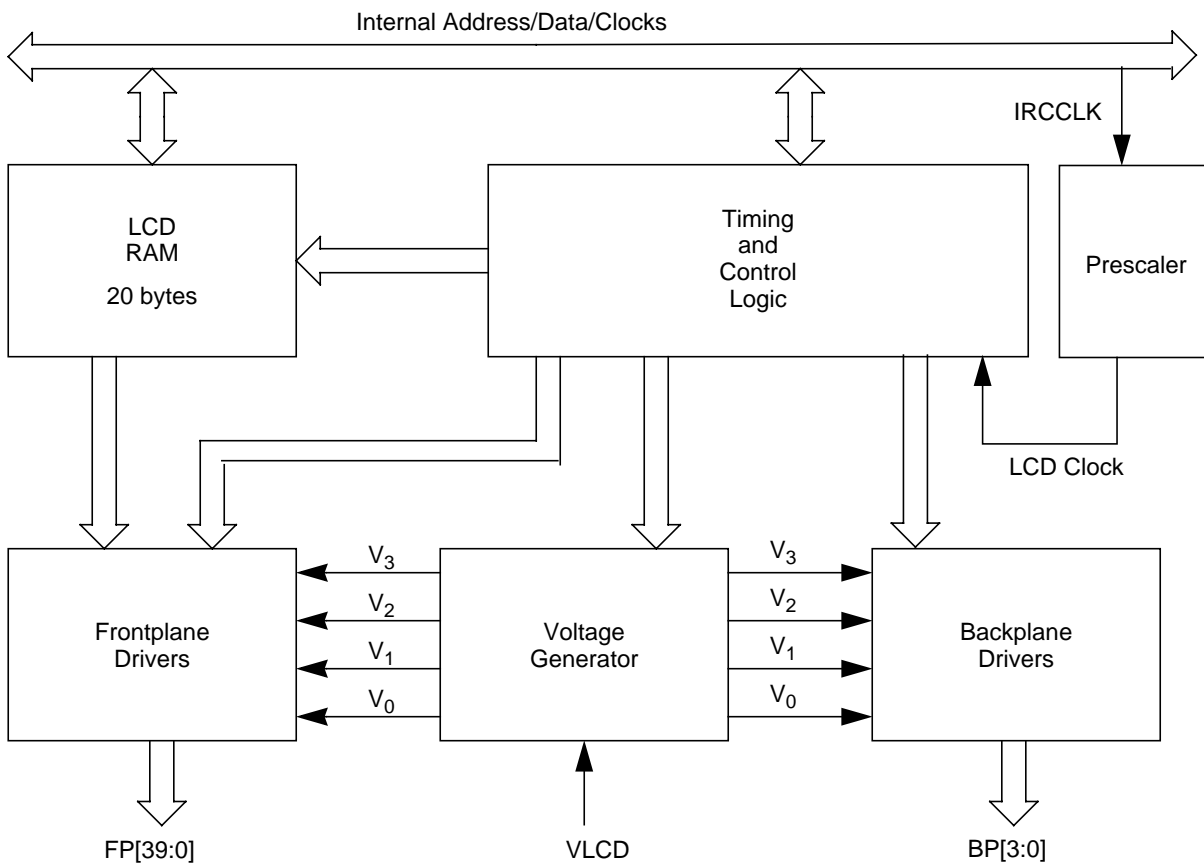 Internal Address/Data/Clocks
IRCCLK
LCD
RAM
20 bytes
Timing
and
Control
Logic
Prescaler
LCD Clock
V3
V2
V1
V0
V3
V2
V1
V0
Frontplane
Drivers
Voltage
Generator
Backplane
Drivers
FP[39:0]
VLCD
BP[3:0]